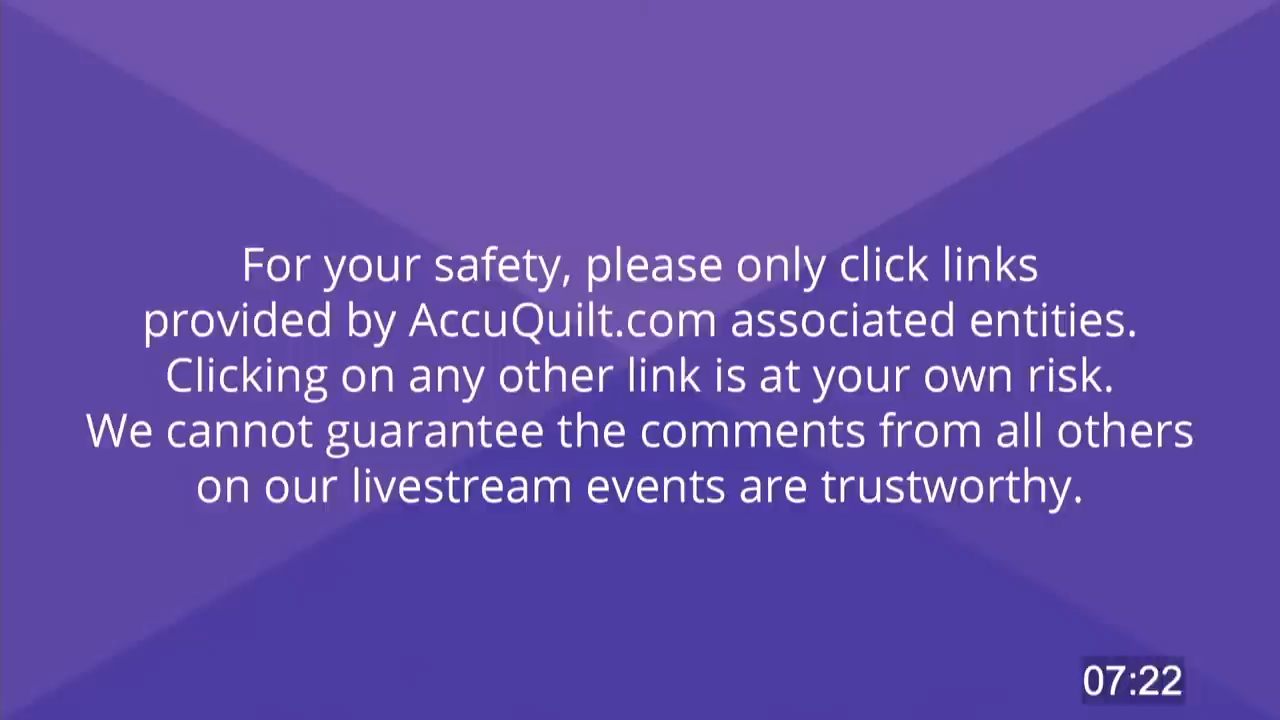 For your safety, please only click links
provided by AccuQuilt.com associated entities.
Clicking on any other link is at your own risk.
We cannot guarantee the comments from all others
on our livestream events are trustworthy.
07:22